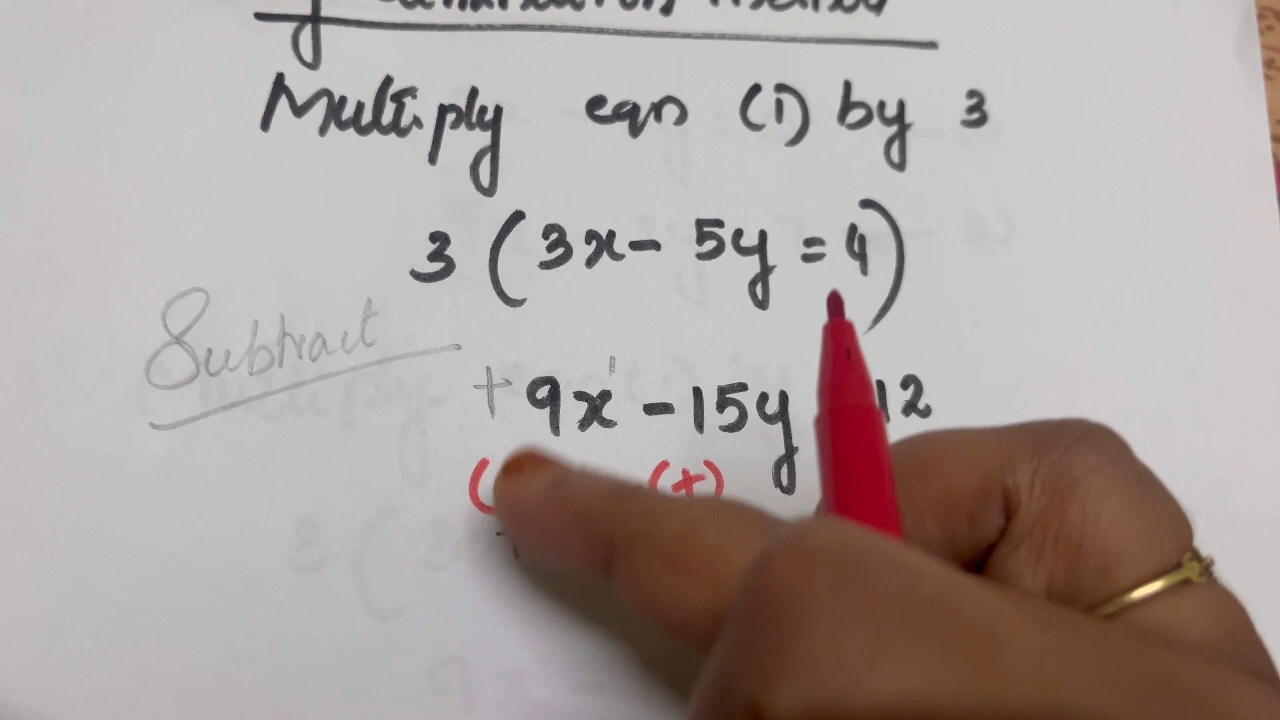 Multiply eqn (1) by 3
3 (3x - 5y = 4)
Subtract
+ 9x - 15y 12
( (+)